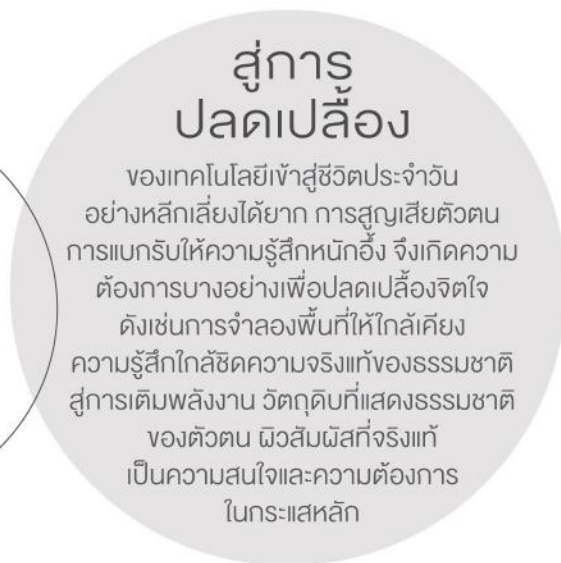 สู่การ
ปลดเปลื้อง
ของเทคโนโลยีเข้าสู่ชีวิตประจำวัน
อย่างหลีกเลี่ยงได้ยาก การสูญเสียตัวตน
การแบกรับให้ความรู้สึกหนักอึ้ง จึงเกิดความ
ต้องการบางอย่างเพื่อปลดเปลื้องจิตใจ
ดังเช่นการจำลองพื้นที่ให้ใกล้เคียง
ความรู้สึกใกล้ชิดความจริงแท้ของธรรมชาติ
สู่การเติมพลังงาน วัตถุดิบที่แสดงธรรมชาติ
ของตัวตน ผิวสัมผัสที่จริงแท้
เป็นความสนใจและความต้องการ
ในกระแสหลัก